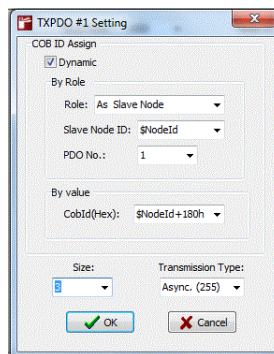 TXPDO #1 Setting
COB ID Assign
Dynamic
By Role
Role: As Slave Node
Slave Node ID: $NodeId
PDO No.: 1
By value
CobId(Hex): $NodeId+180h
Size: Transmission Type:
3 Async. (255)
OK Cancel